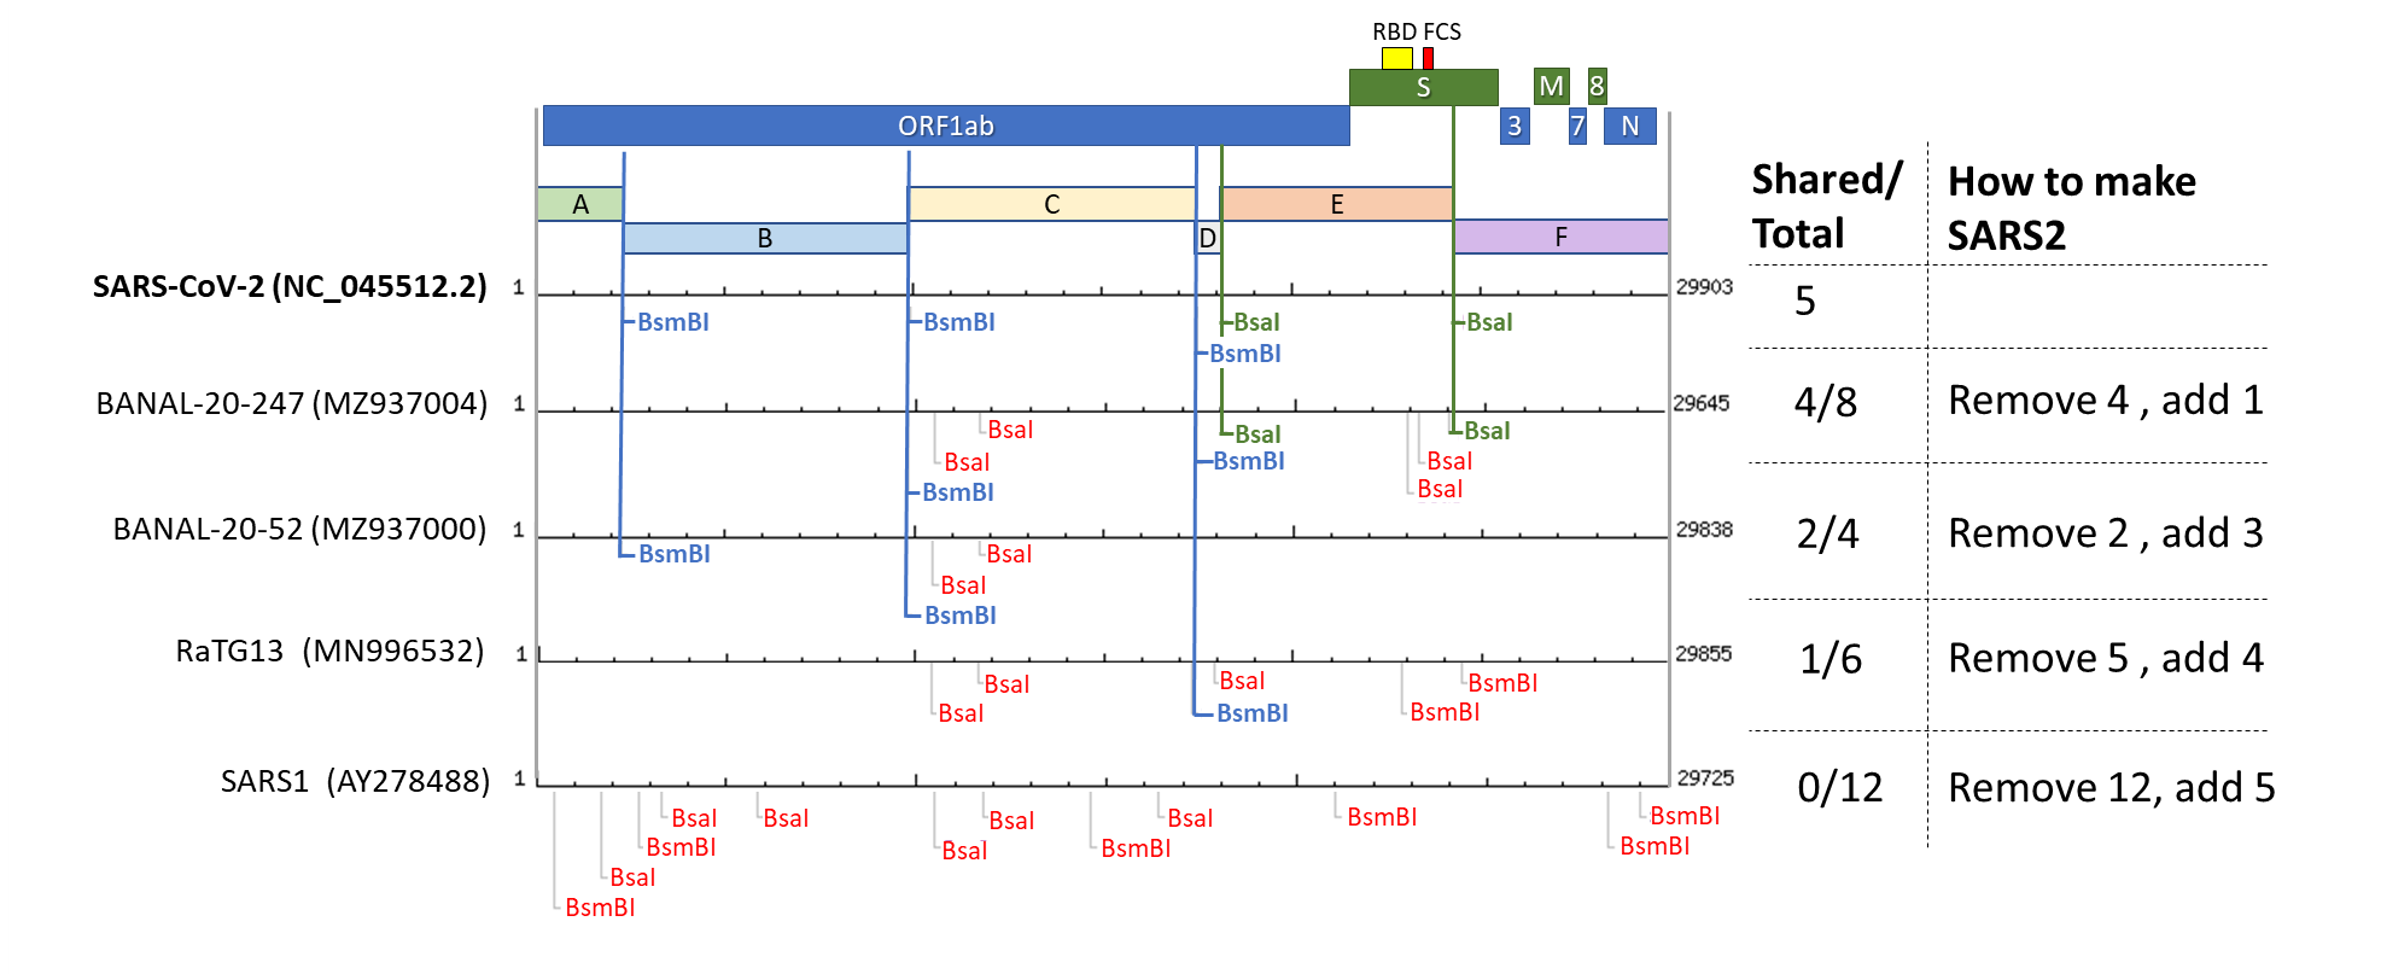 RBD FCS
S M 8
ORF1ab 3 7 N
Shared/ Total
How to make SARS2
A C E
B D F
SARS-CoV-2 (NC_045512.2) 1 29903
5
BsmBI BsmBI BsaI BsaI
BsmBI
BANAL-20-247 (MZ937004) 1 29645
4/8 Remove 4 , add 1
BsaI BsaI BsaI
BsaI BsmBI BsaI
BsmBI BsaI
BANAL-20-52 (MZ937000) 1 29838
2/4 Remove 2 , add 3
BsmBI BsaI
BsaI
BsmBI
RaTG13 (MN996532) 1 29855
1/6 Remove 5 , add 4
BsaI BsaI BsmBI
BsaI BsmBI BsmBI
SARS1 (AY278488) 1 29725
0/12 Remove 12, add 5
BsaI BsaI BsaI BsaI BsmBI BsmBI
BsmBI BsaI BsmBI BsmBI
BsaI
BsmBI